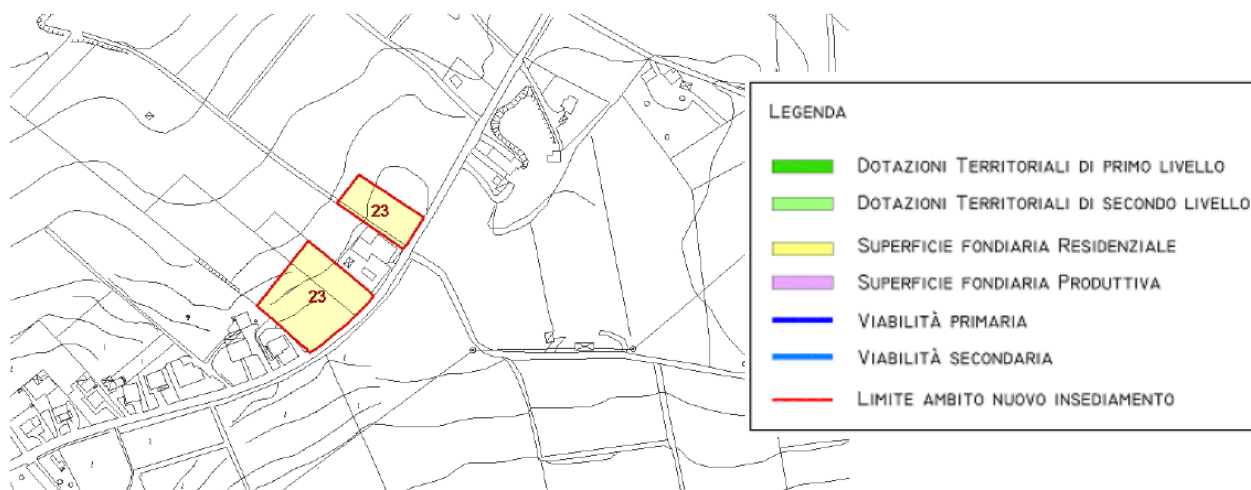 23
23
LEGENDA
DOTAZIONI TERRITORIALI DI PRIMO LIVELLO
DOTAZIONI TERRITORIALI DI SECONDO LIVELLO
SUPERFICIE FONDIARIA RESIDENZIALE
SUPERFICIE FONDIARIA PRODUTTIVA
VIABILITÀ PRIMARIA
VIABILITÀ SECONDARIA
LIMITE AMBITO NUOVO INSEDIAMENTO